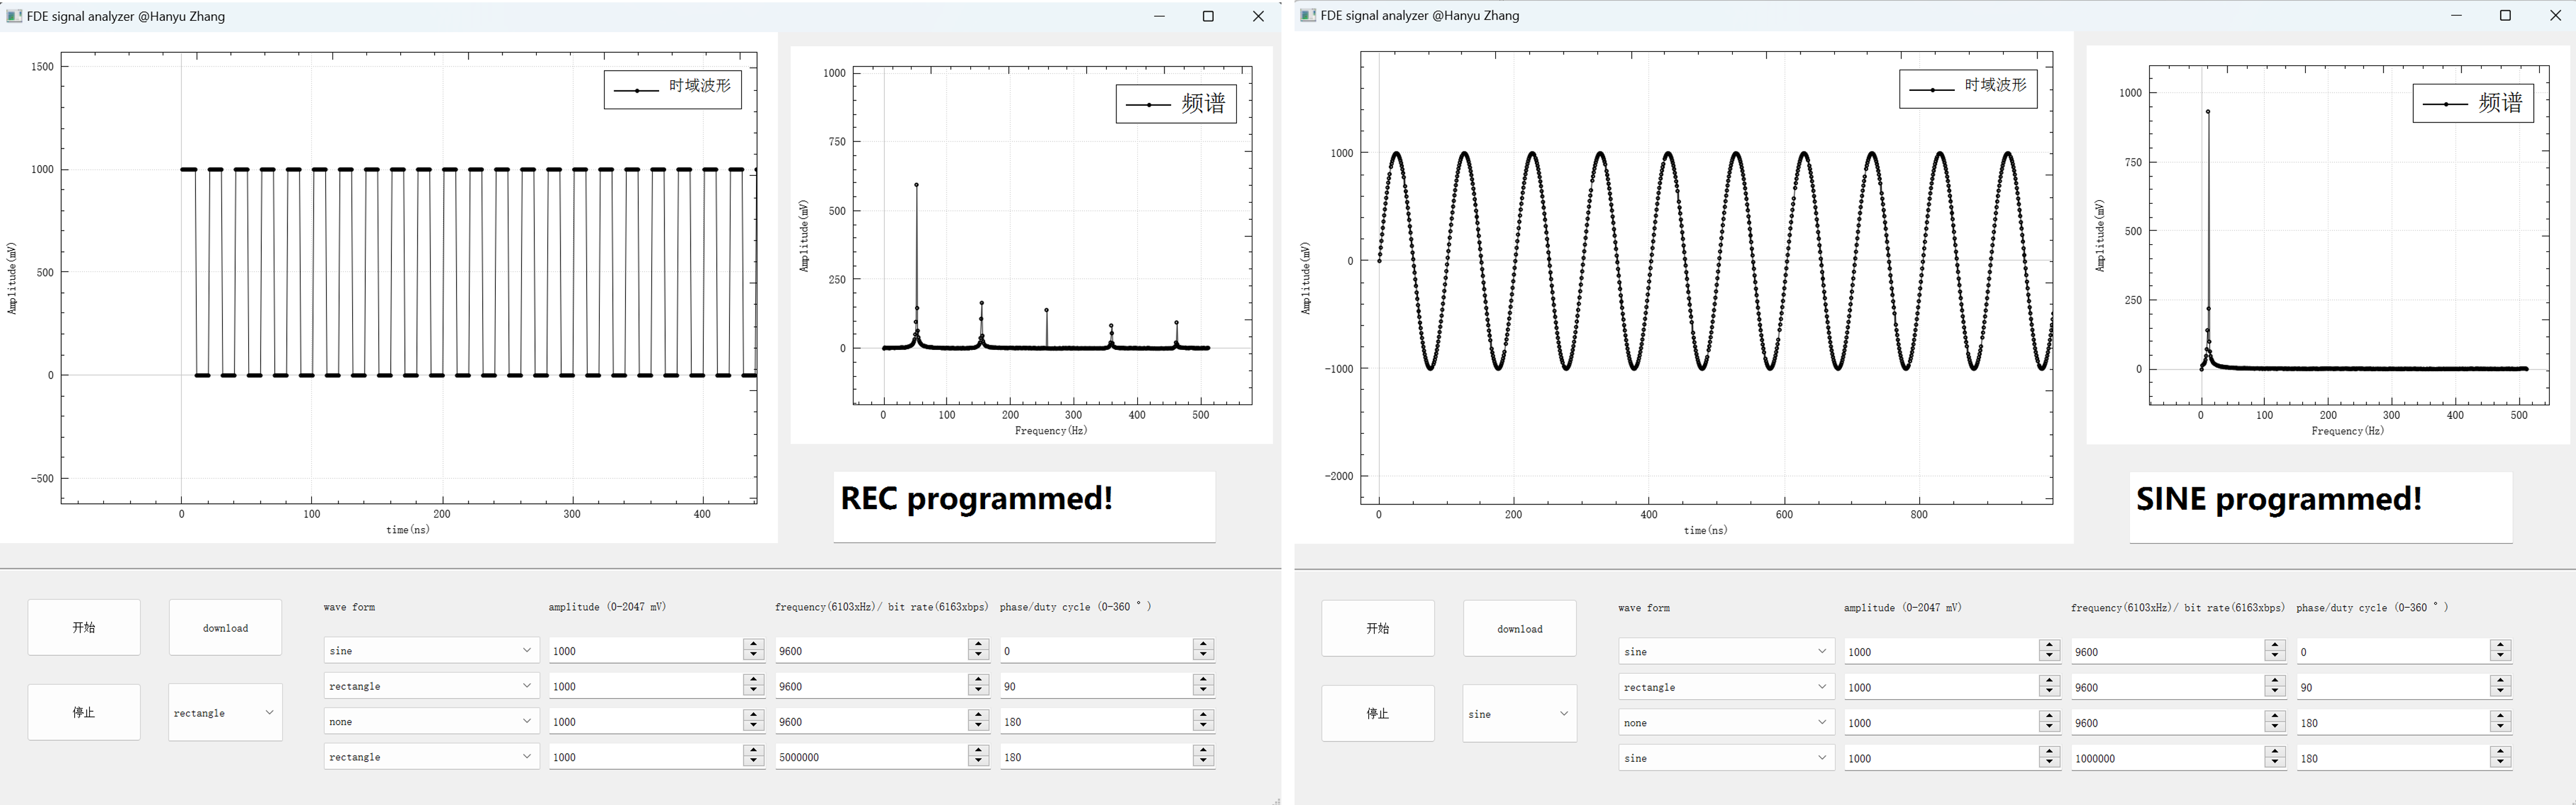 FDE signal analyzer @Hanyu Zhang
1500
1000
500
0
-500
Amplitude(mV)
时域波形
0 100 200 300 400
time(ns)
1000
750
500
250
0
Amplitude(mV)
频谱
0 100 200 300 400 500
Frequency(Hz)
REC programmed!
开始
download
停止
rectangle
wave form amplitude (0-2047 mV) frequency(6103xHz)/ bit rate(6163xbps) phase/duty cycle (0-360 ° )
sine 1000 9600 0
rectangle 1000 9600 90
none 1000 9600 180
rectangle 1000 5000000 180
FDE signal analyzer @Hanyu Zhang
1000
0
-1000
-2000
Amplitude(mV)
时域波形
0 200 400 600 800
time(ns)
1000
750
500
250
0
Amplitude(mV)
频谱
0 100 200 300 400 500
Frequency(Hz)
SINE programmed!
开始
download
停止
sine
wave form amplitude (0-2047 mV) frequency(6103xHz)/ bit rate(6163xbps) phase/duty cycle (0-360 ° )
sine 1000 9600 0
rectangle 1000 9600 90
none 1000 9600 180
sine 1000 1000000 180